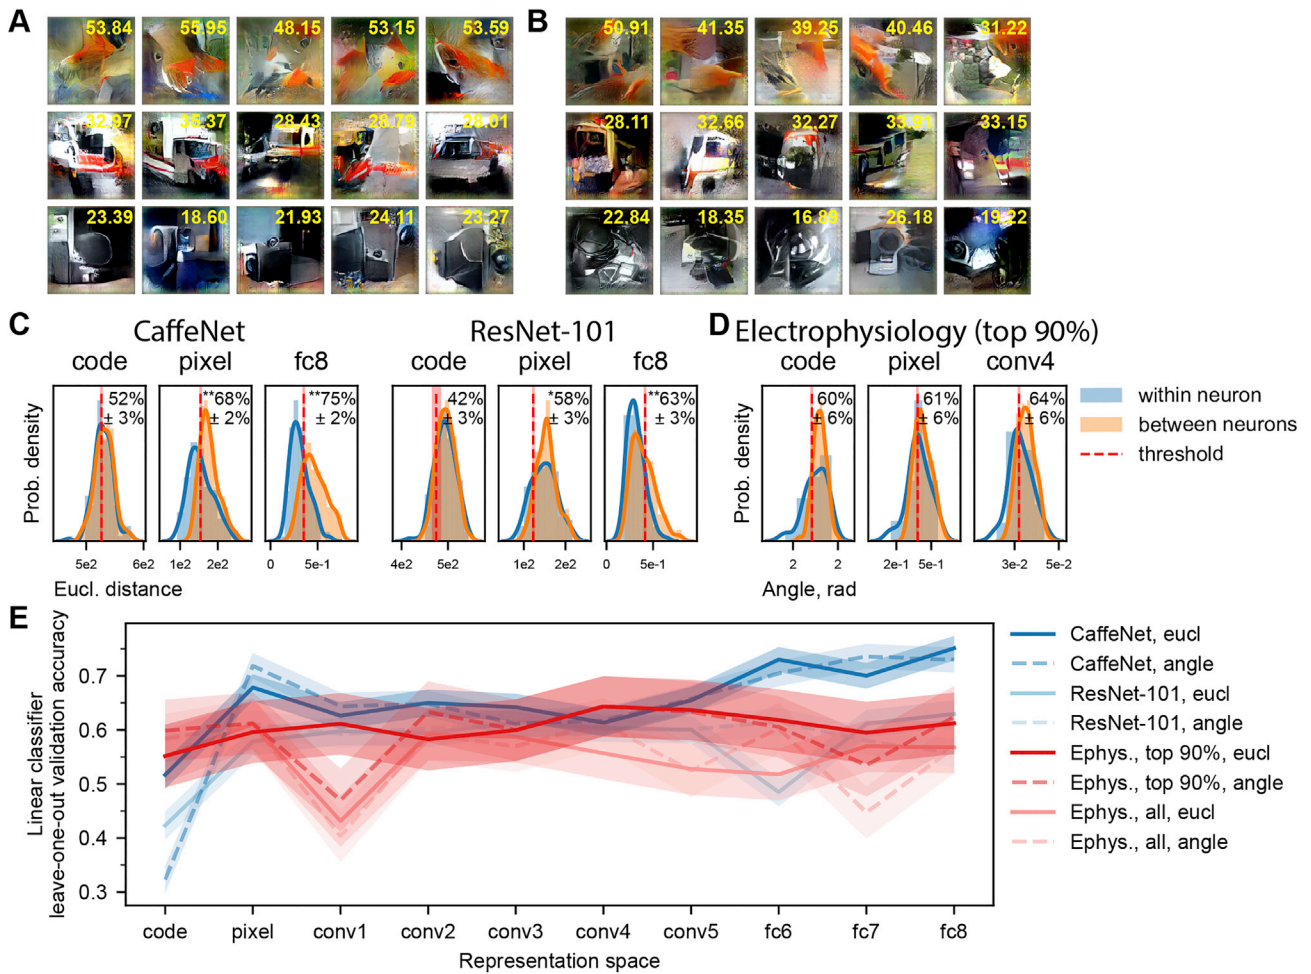 A
53.84 55.95 48.15 53.15 53.59
32.97 35.37 28.43 28.79 28.01
23.39 18.60 21.93 24.11 23.27
B
50.91 41.35 39.25 40.46 31.22
28.11 32.66 32.27 33.91 33.15
22.84 18.35 16.89 26.18 19.22
C
CaffeNet
code pixel fc8
52% ± 3%
**68% ± 2%
**75% ± 2%
Prob. density
5e2 6e2
1e2 2e2
0 5e-1
Eucl. distance
ResNet-101
code pixel fc8
42% ± 3%
*58% ± 3%
**63% ± 3%
4e2 5e2
1e2 2e2
0 5e-1
D
Electrophysiology (top 90%)
code pixel conv4
60% ± 6%
61% ± 6%
64% ± 6%
Prob. density
2 2
2e-1 5e-1
3e-2 5e-2
Angle, rad
within neuron
between neurons
threshold
E
Linear classifier
leave-one-out validation accuracy
0.7
0.6
0.5
0.4
0.3
code pixel conv1 conv2 conv3 conv4 conv5 fc6 fc7 fc8
Representation space
CaffeNet, eucl
CaffeNet, angle
ResNet-101, eucl
ResNet-101, angle
Ephys., top 90%, eucl
Ephys., top 90%, angle
Ephys., all, eucl
Ephys., all, angle